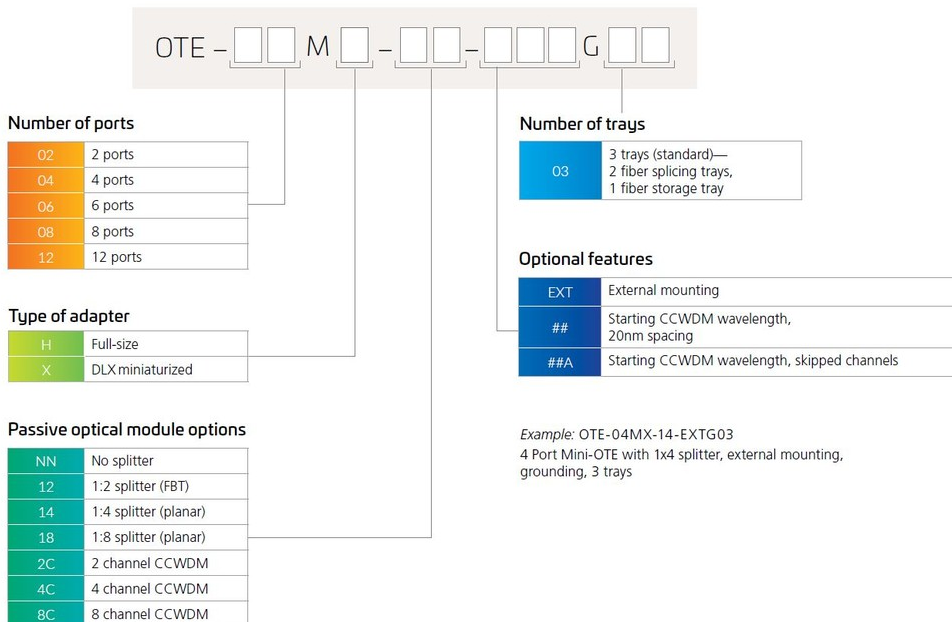 OTE – M – – G
Number of ports
02 2 ports
04 4 ports
06 6 ports
08 8 ports
12 12 ports
Type of adapter
H Full-size
X DLX miniaturized
Passive optical module options
NN No splitter
12 1:2 splitter (FBT)
14 1:4 splitter (planar)
18 1:8 splitter (planar)
2C 2 channel CCWDM
4C 4 channel CCWDM
8C 8 channel CCWDM
Number of trays
03 3 trays (standard)—
2 fiber splicing trays,
1 fiber storage tray
Optional features
EXT External mounting
## Starting CCWDM wavelength,
20nm spacing
##A Starting CCWDM wavelength, skipped channels
Example: OTE-04MX-14-EXTG03
4 Port Mini-OTE with 1x4 splitter, external mounting,
grounding, 3 trays